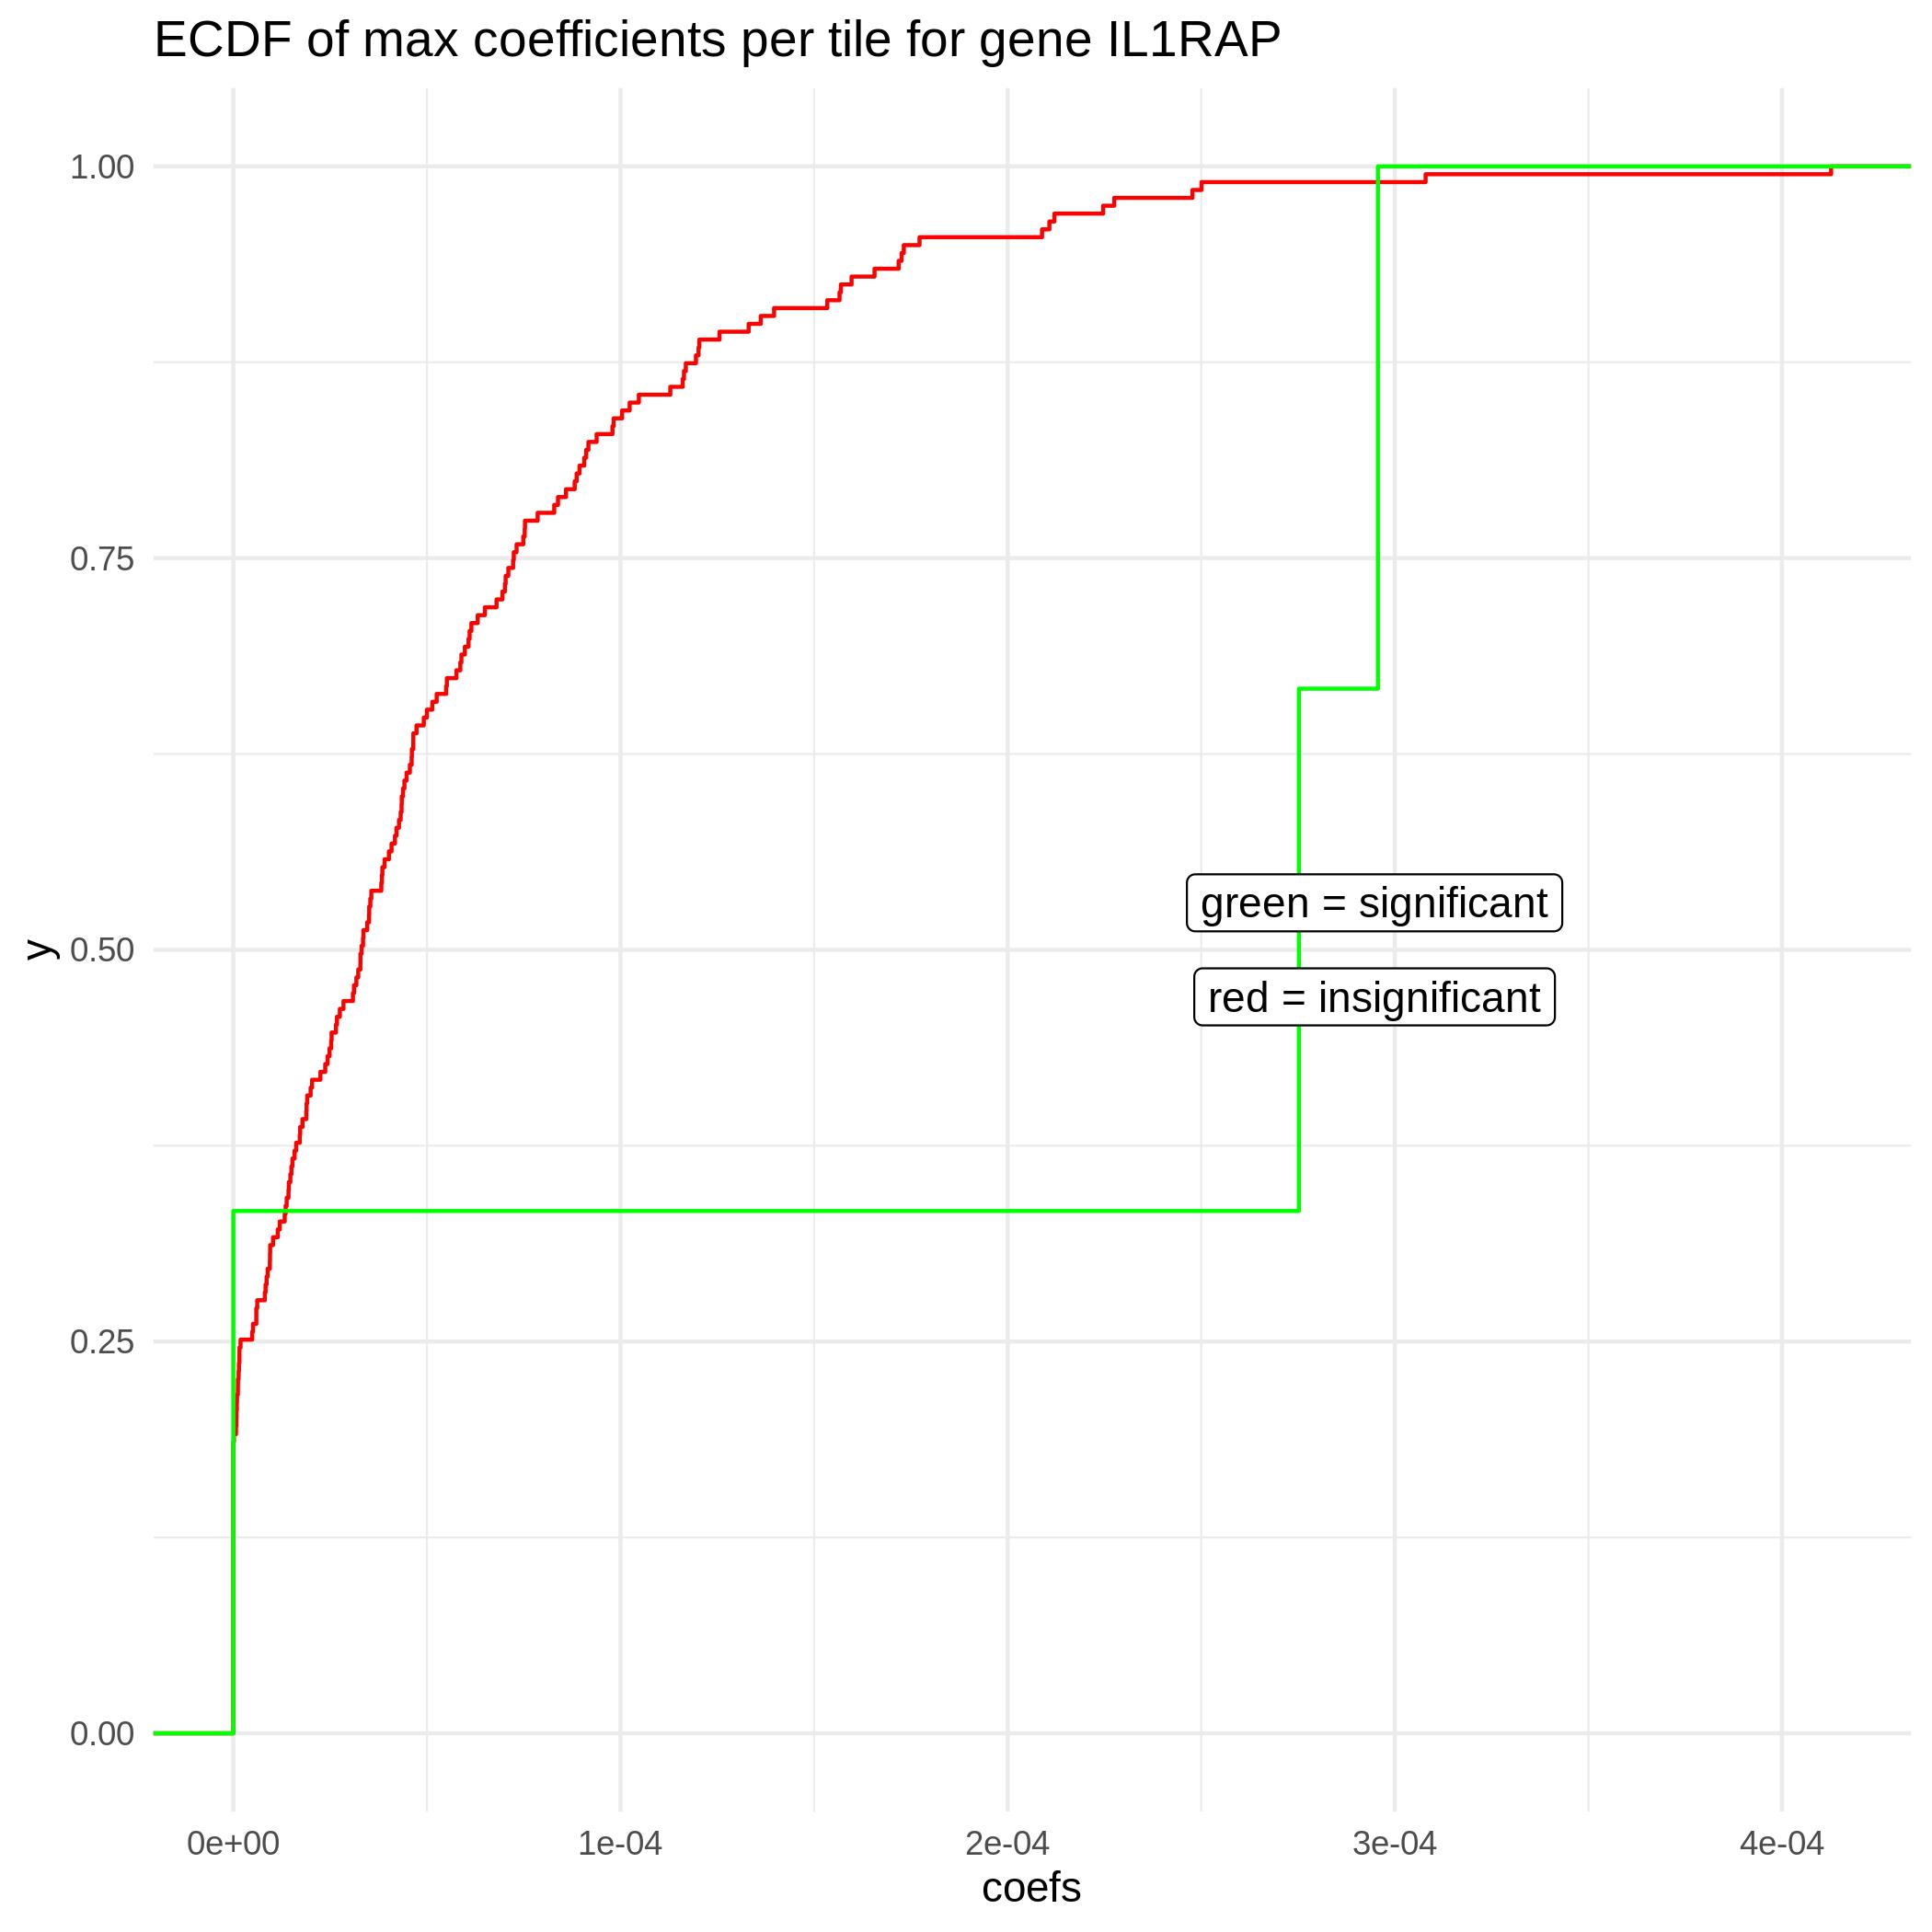 ECDF of max coefficients per tile for gene IL1RAP
1.00
0.75
y
0.50
0.25
0.00
green = significant
red = insignificant
0e+00 1e-04 2e-04 3e-04 4e-04
coefs